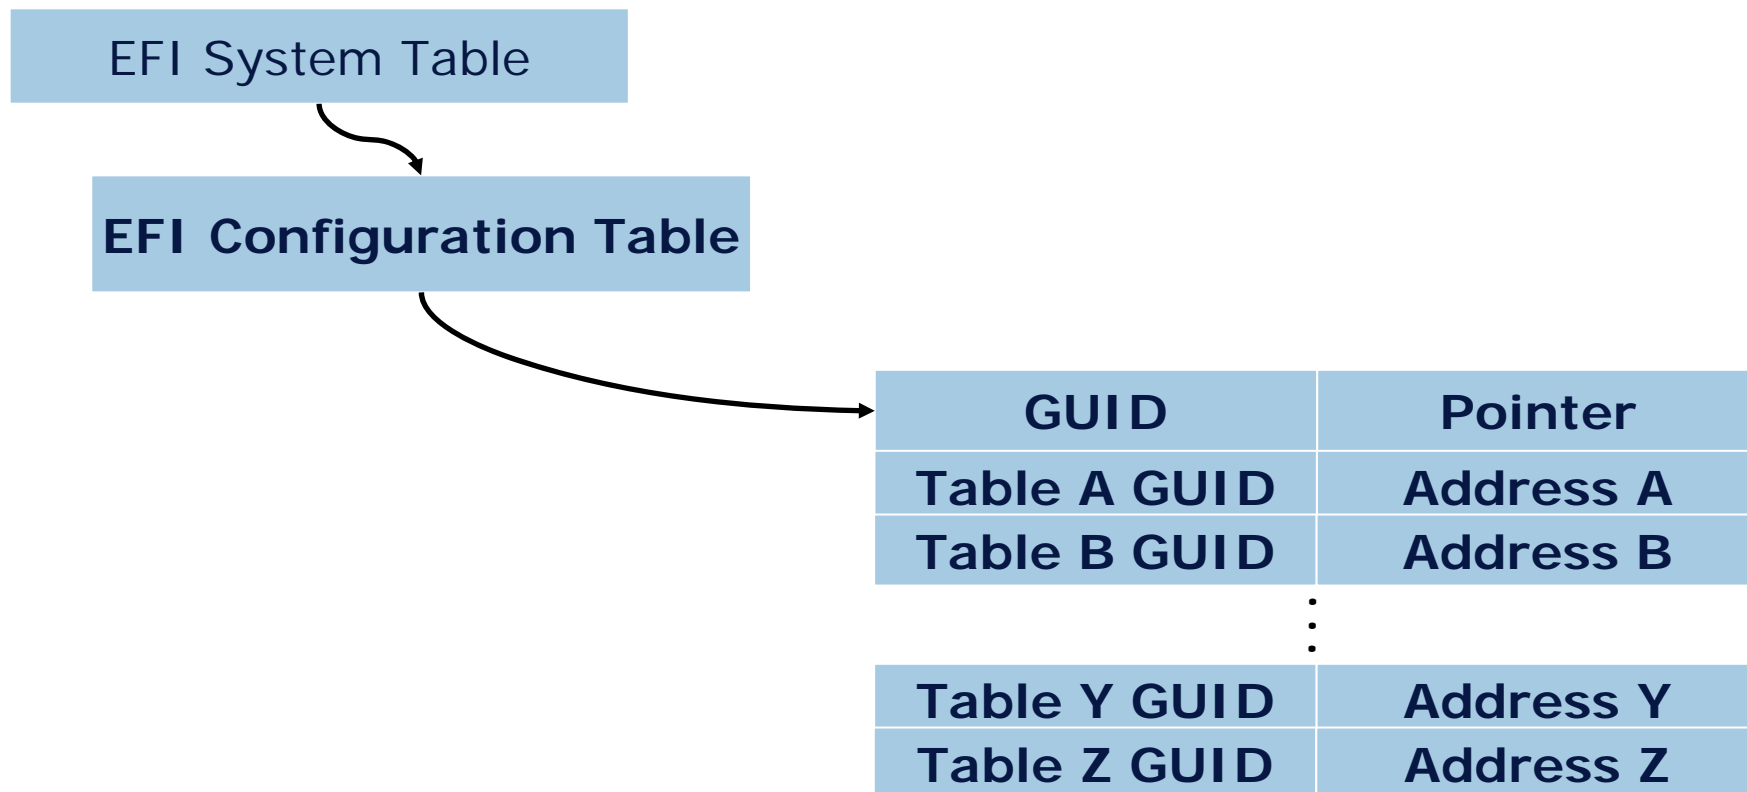 EFI System Table
EFI Configuration Table
GUID Pointer
Table A GUID Address A
Table B GUID Address B
Table Y GUID Address Y
Table Z GUID Address Z